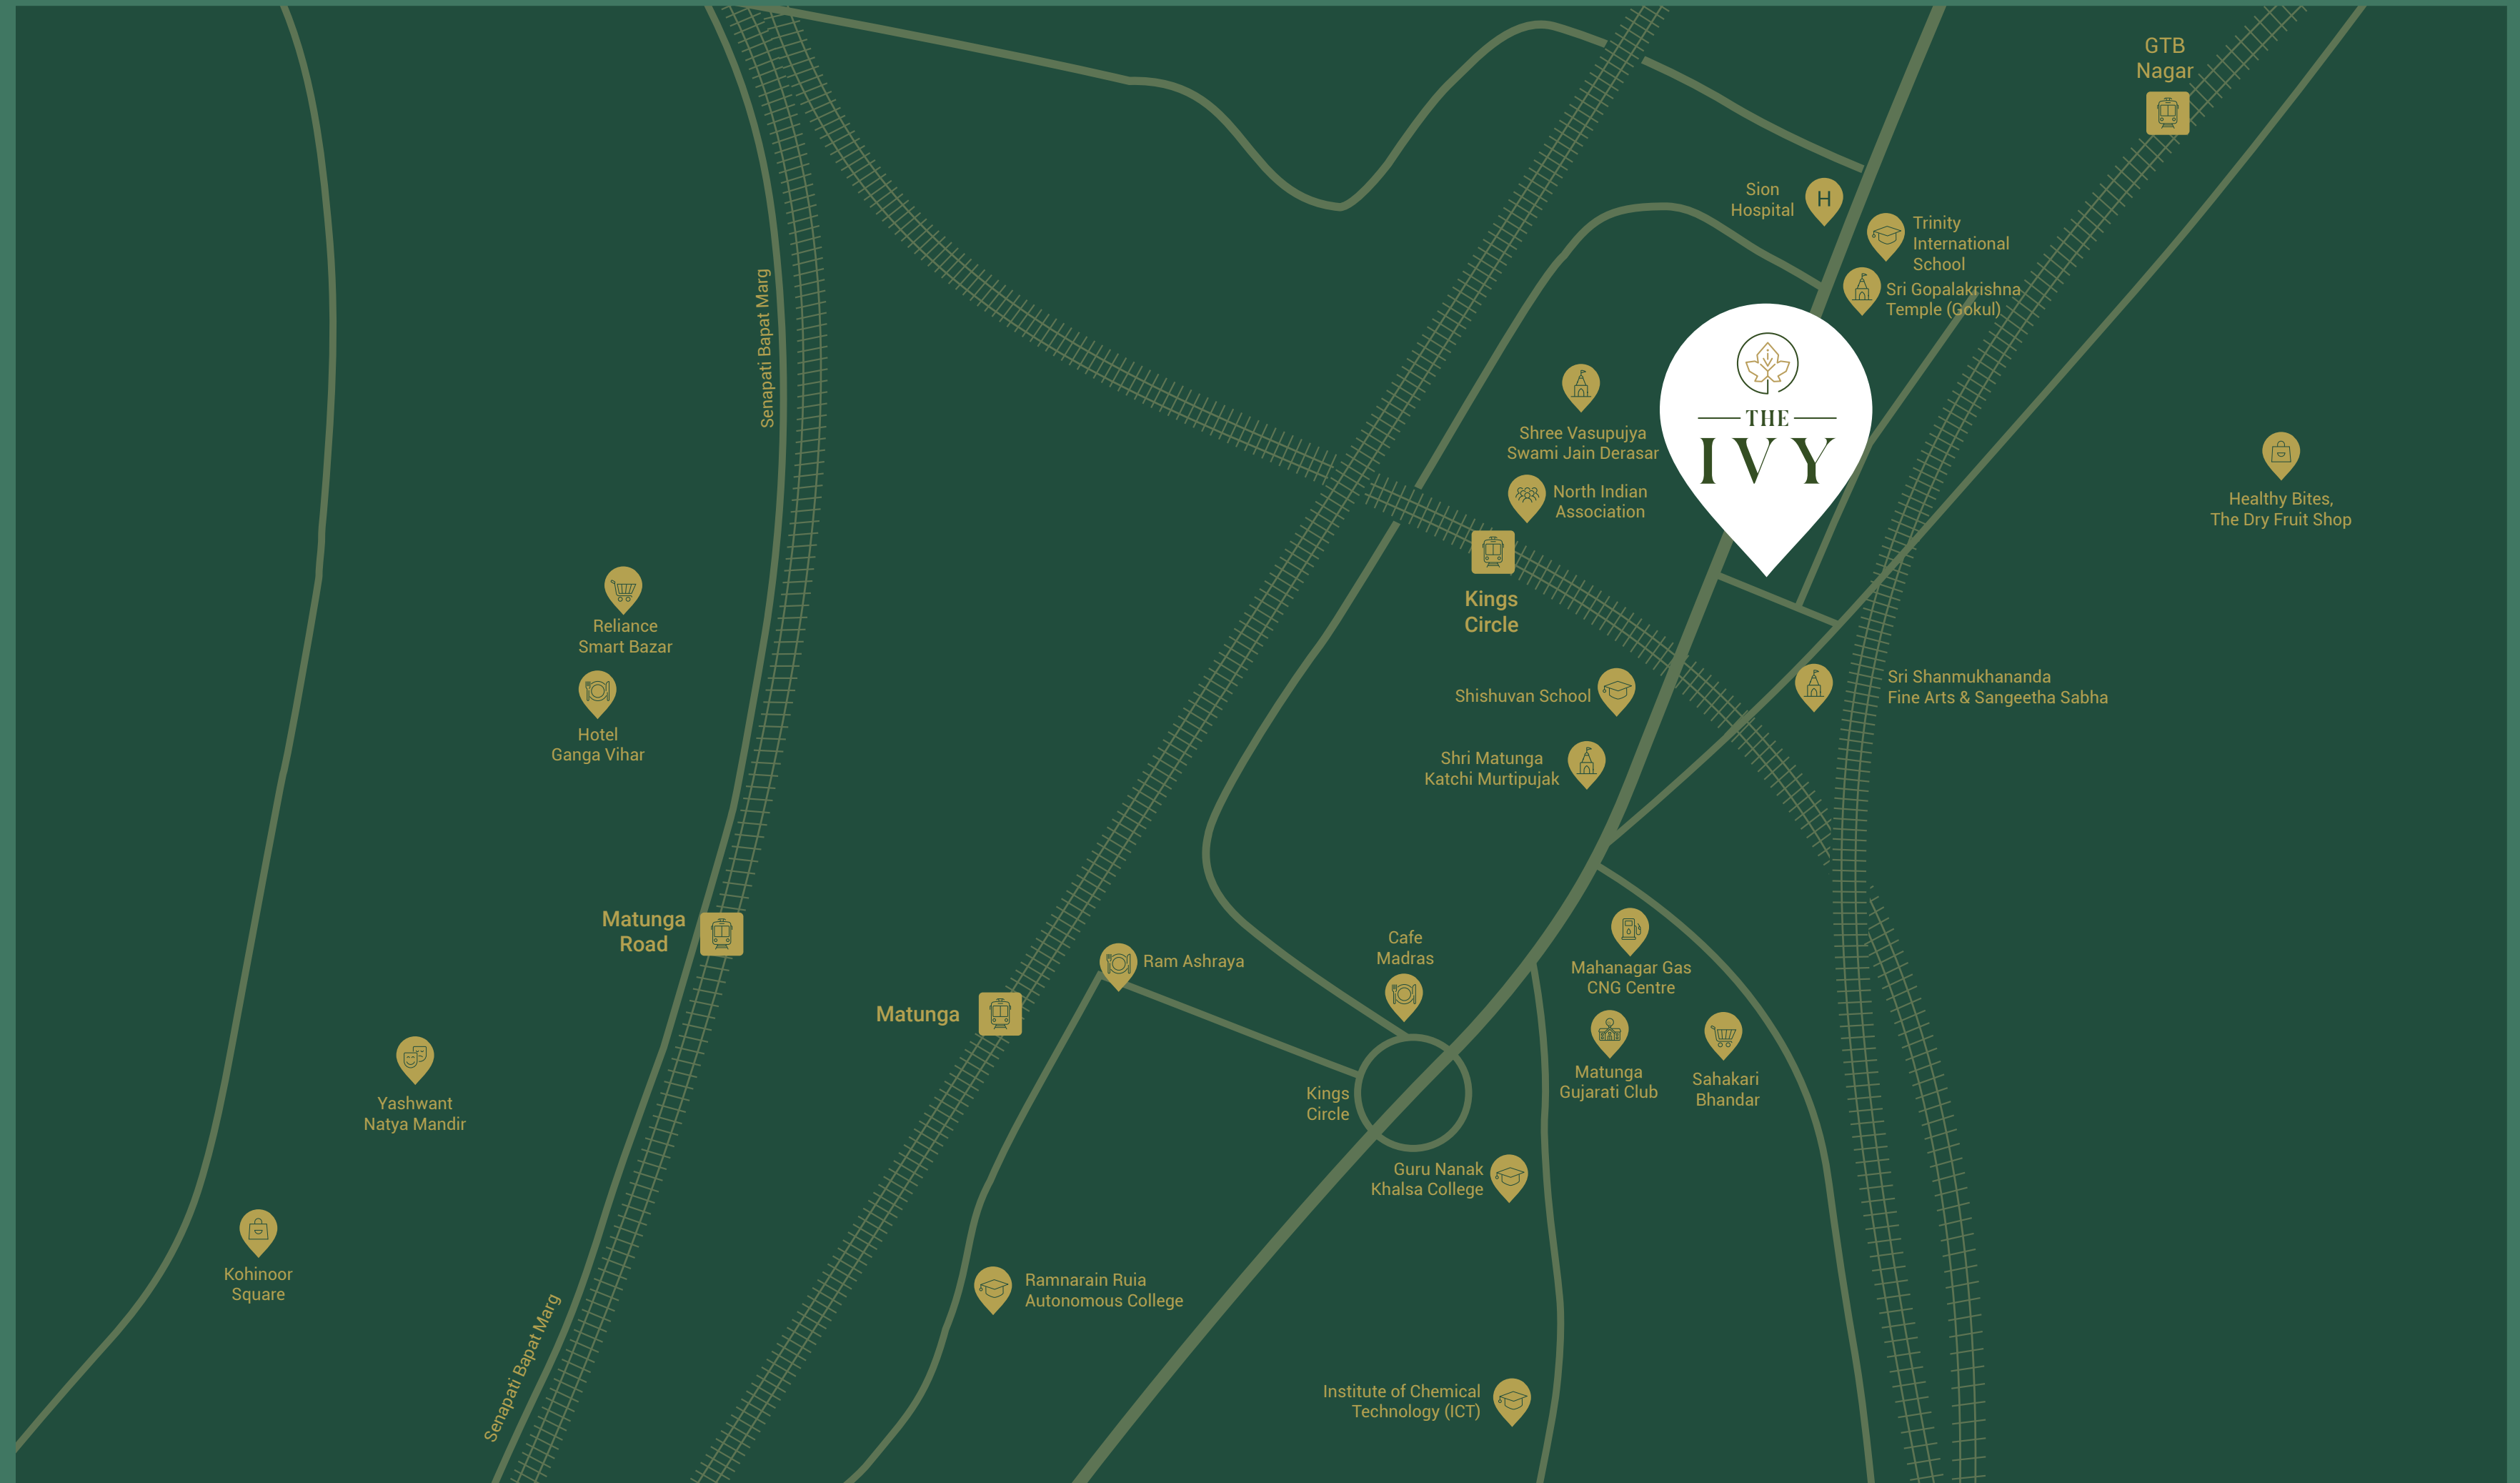 GTB
Nagar
Sion
Hospital
H
Trinity
International
School
Sri Gopalakrishna
Temple (Gokul)
Senapati Bapat Marg
THE
IVY
Shree Vasupujya
Swami Jain Derasar
North Indian
Association
Healthy Bites,
The Dry Fruit Shop
Kings
Circle
Reliance
Smart Bazar
Shishuvan School
Sri Shanmukhananda
Fine Arts & Sangeetha Sabha
Hotel
Ganga Vihar
Shri Matunga
Katchi Murtipujak
Matunga
Road
Cafe
Madras
Ram Ashraya
Mahanagar Gas
CNG Centre
Matunga
Matunga
Gujarati Club
Sahakari
Bhandar
Yashwant
Natya Mandir
Kings
Circle
Guru Nanak
Khalsa College
Kohinoor
Square
Ramnarain Ruia
Autonomous College
Senapati Bapat Marg
Institute of Chemical
Technology (ICT)